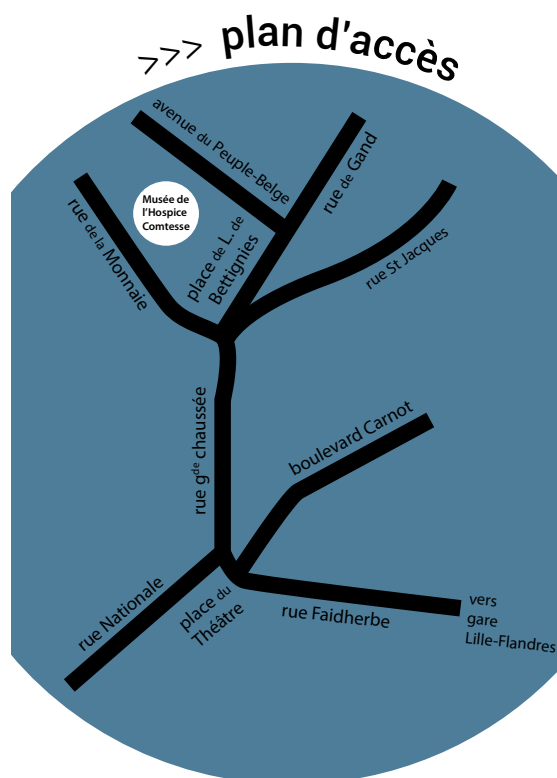 >>> plan d'accès
avenue du Peuple-Belge
rue de Gand
Musée de
l'Hospice
Comtesse
rue de la Monnaie
place de L. de
Bettignies
rue St Jacques
rue gde chaussée
boulevard Carnot
rue Nationale
place du
Théâtre
rue Faidherbe
vers
gare
Lille-Flandres